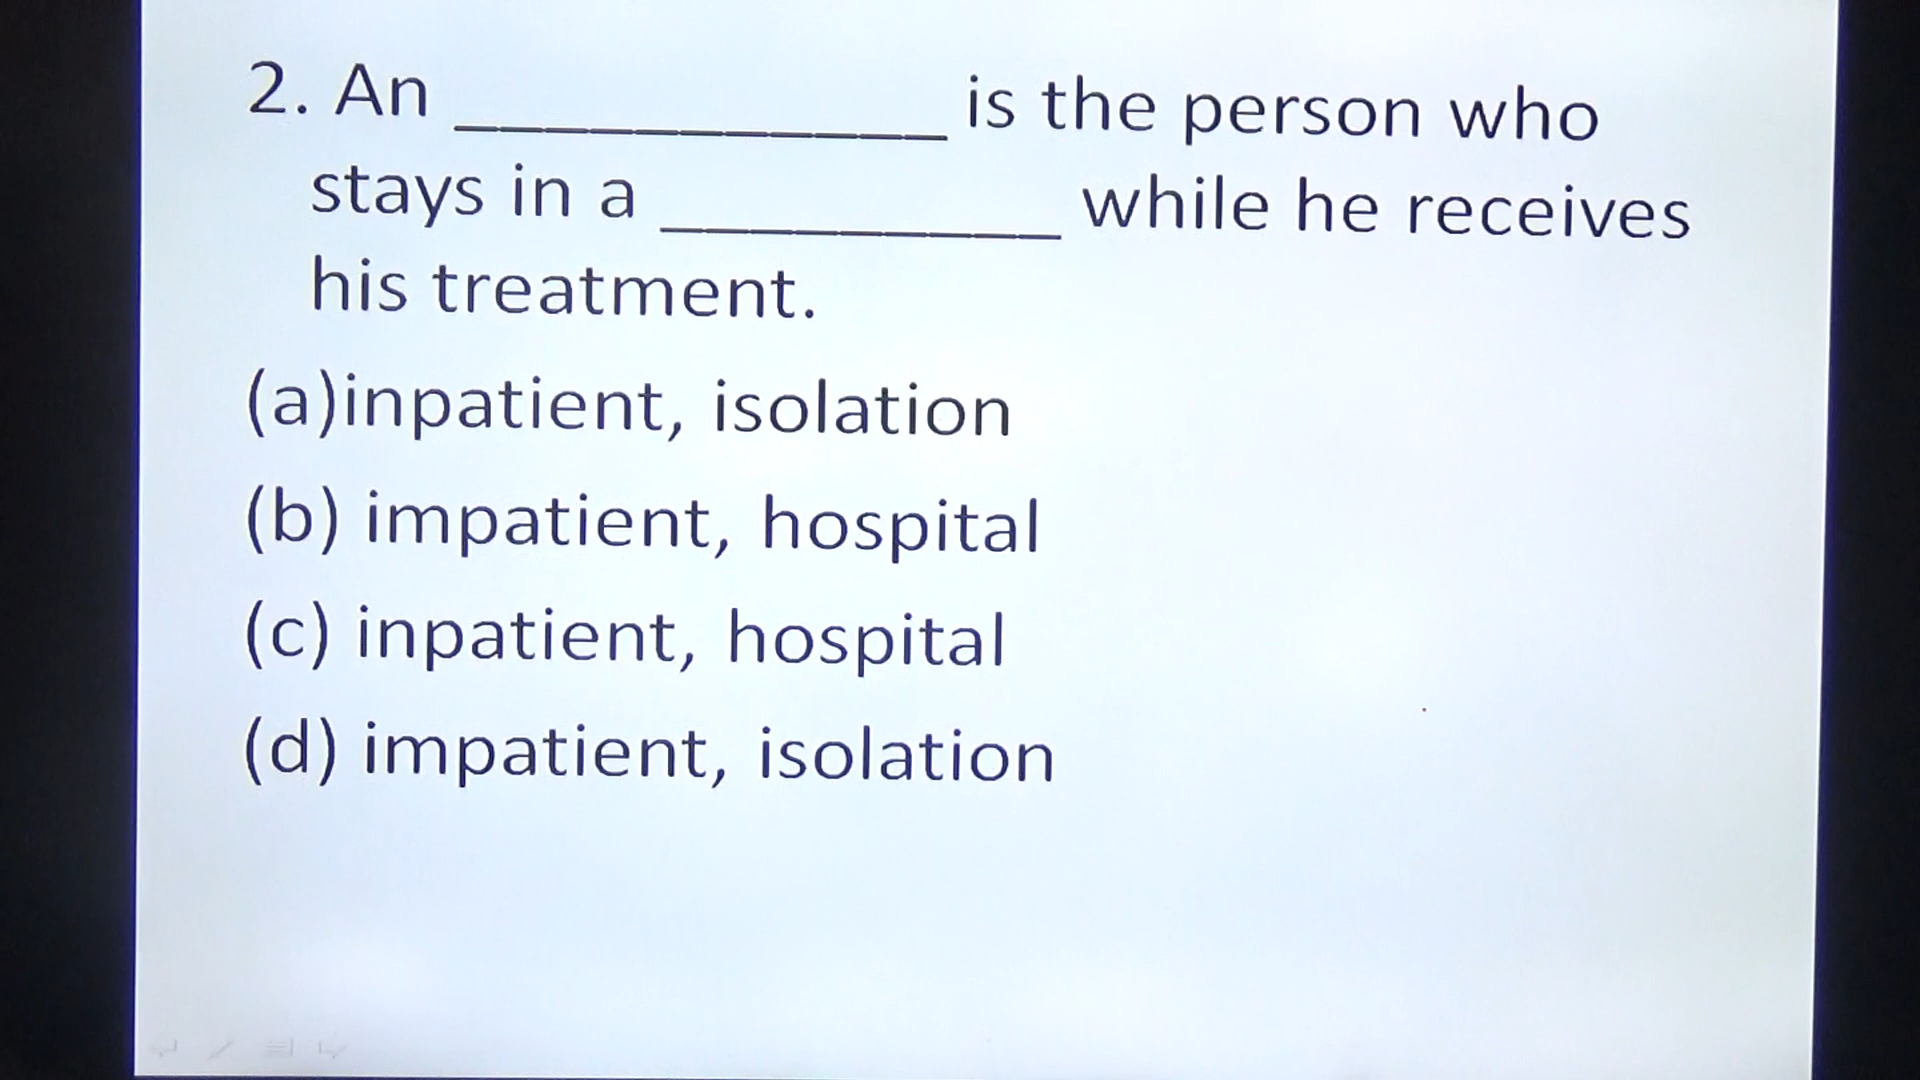 2. An ____________ is the person who
stays in a __________ while he receives
his treatment.
(a)inpatient, isolation
(b) impatient, hospital
(c) inpatient, hospital
(d) impatient, isolation